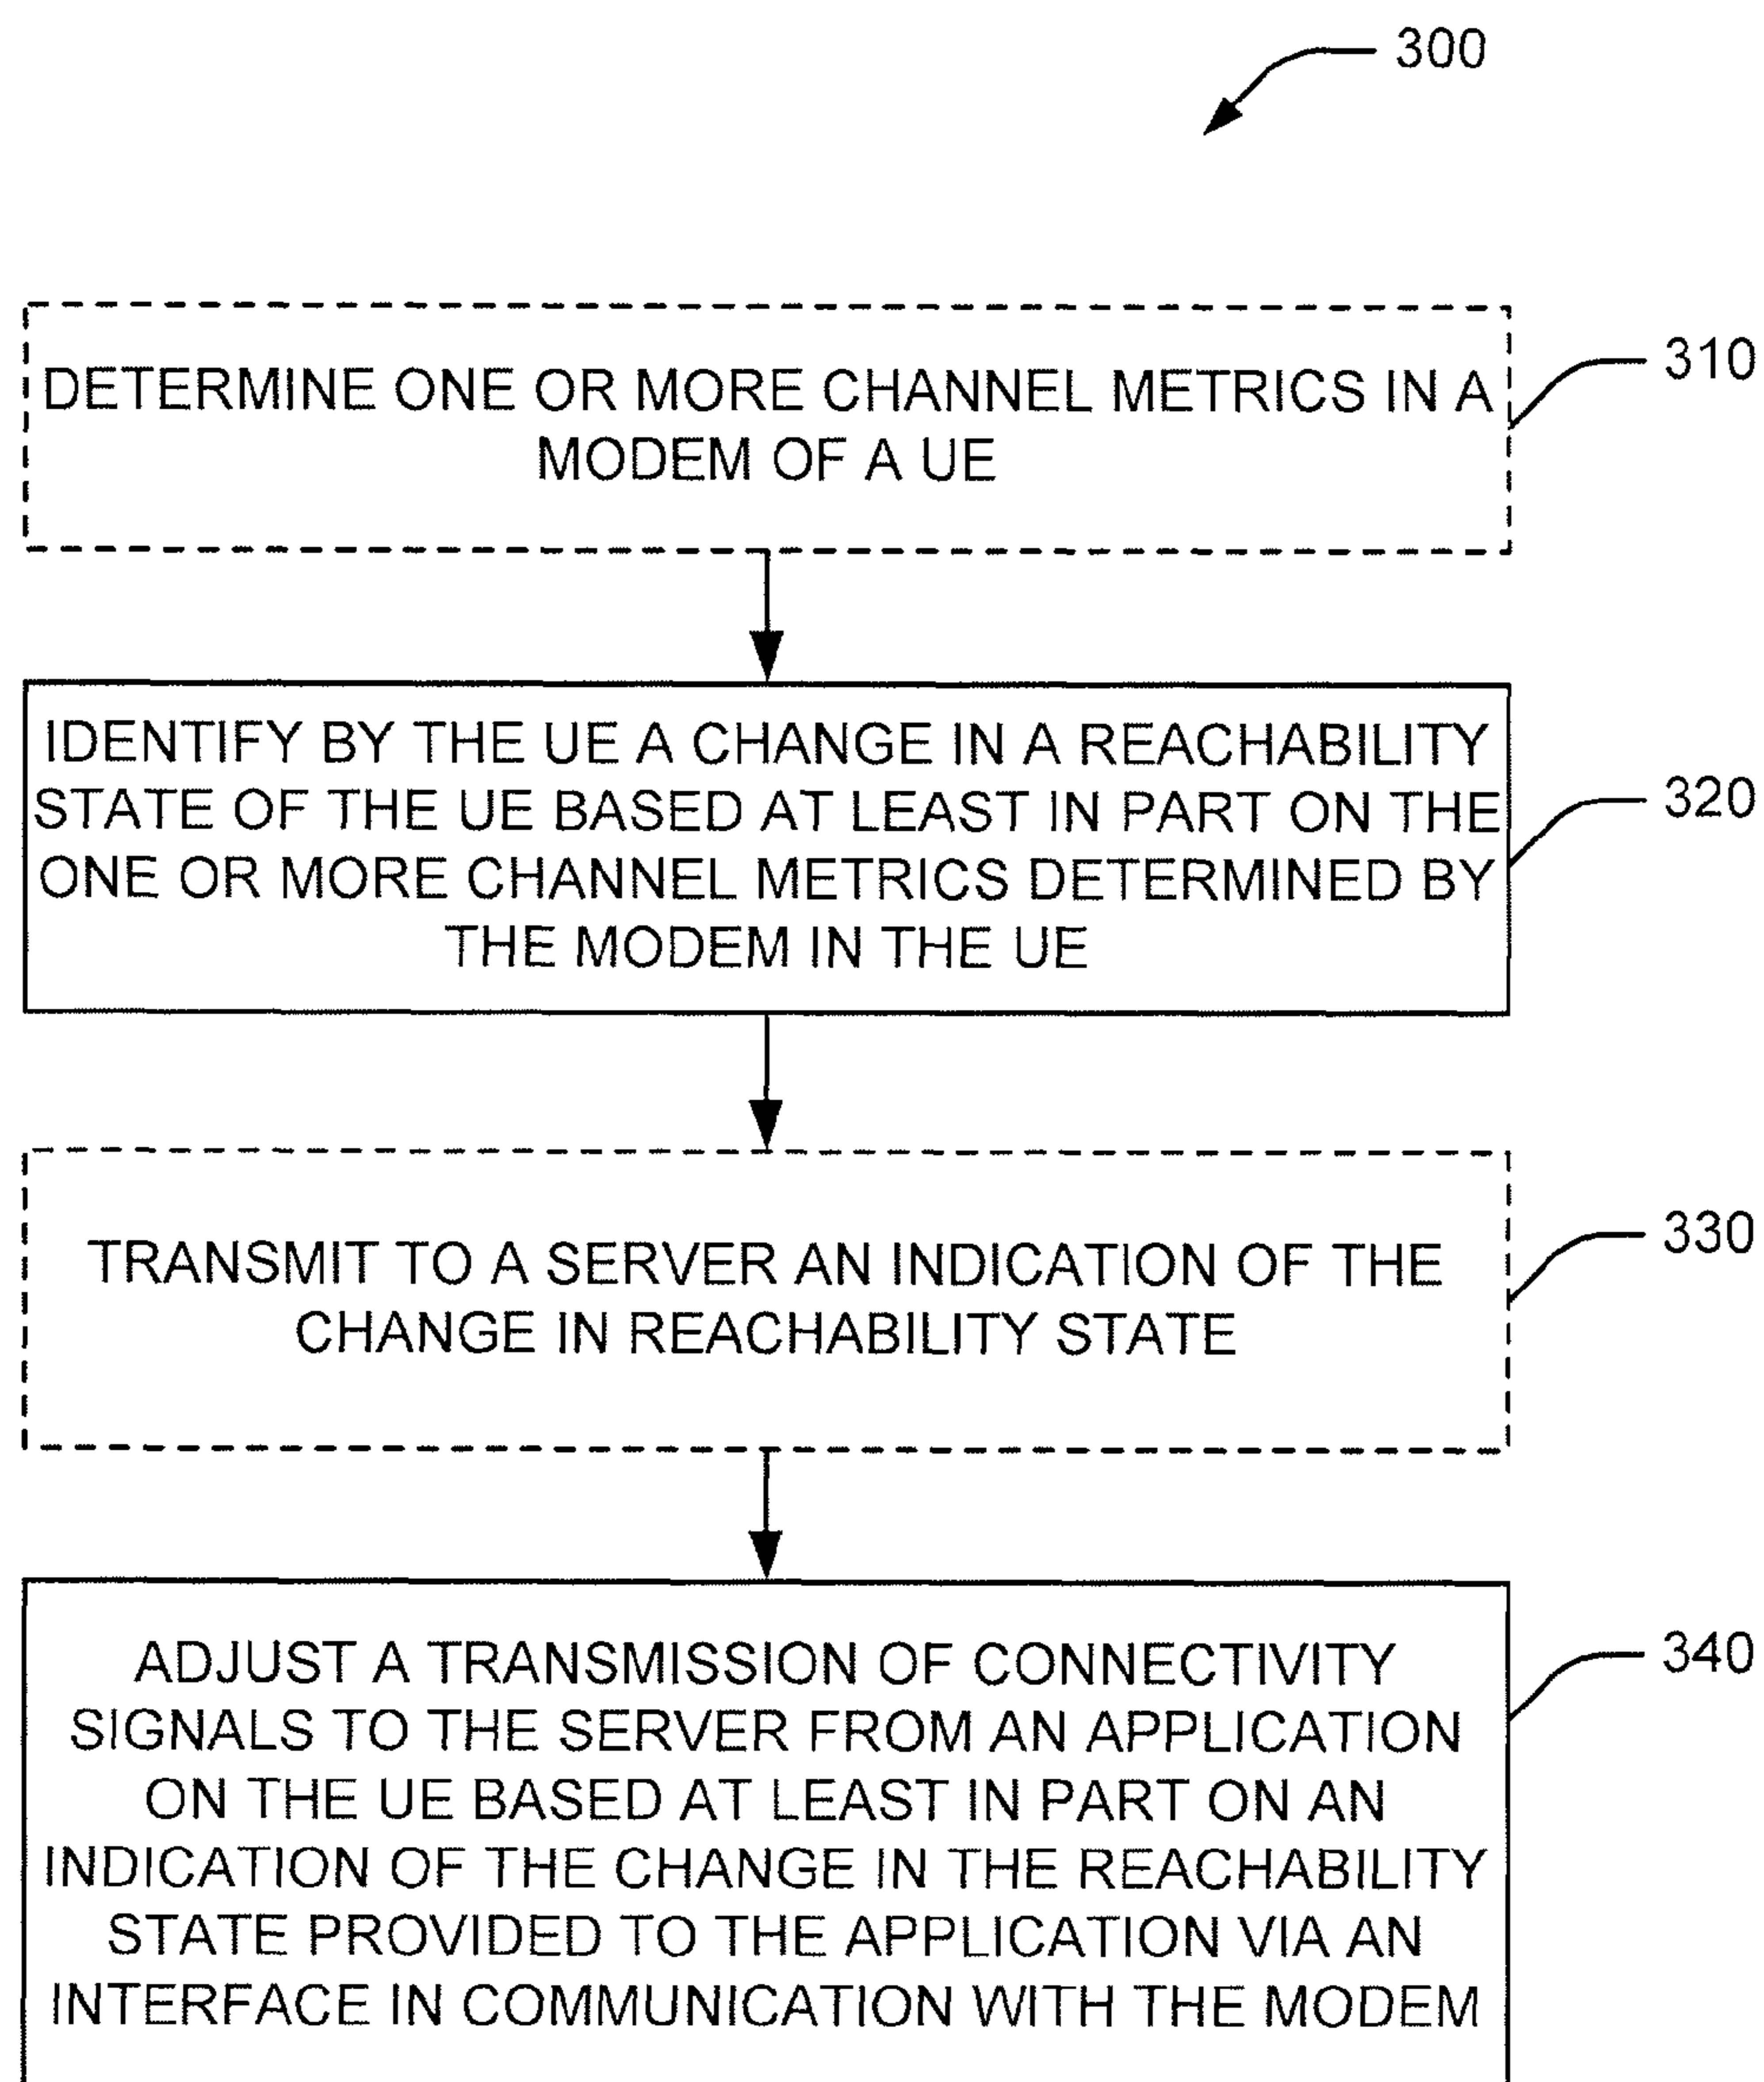 300
DETERMINE ONE OR MORE CHANNEL METRICS IN A
MODEM OF A UE
310
IDENTIFY BY THE UE A CHANGE IN A REACHABILITY
STATE OF THE UE BASED AT LEAST IN PART ON THE
ONE OR MORE CHANNEL METRICS DETERMINED BY
THE MODEM IN THE UE
320
TRANSMIT TO A SERVER AN INDICATION OF THE
CHANGE IN REACHABILITY STATE
330
ADJUST A TRANSMISSION OF CONNECTIVITY
SIGNALS TO THE SERVER FROM AN APPLICATION
ON THE UE BASED AT LEAST IN PART ON AN
INDICATION OF THE CHANGE IN THE REACHABILITY
STATE PROVIDED TO THE APPLICATION VIA AN
INTERFACE IN COMMUNICATION WITH THE MODEM
340